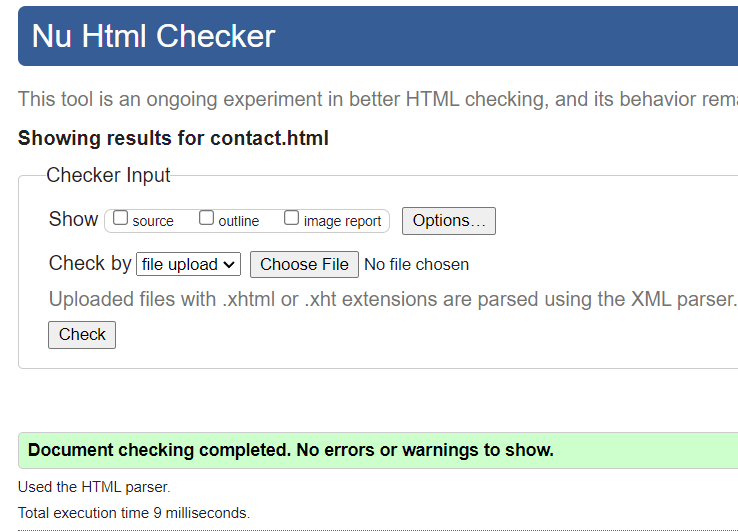 Nu Html Checker
This tool is an ongoing experiment in better HTML checking, and its behavior rem
Showing results for contact.html
Checker Input
Show source outline image report Options...
Check by file upload Choose File No file chosen
Uploaded files with .xhtml or .xht extensions are parsed using the XML parser.
Check
Document checking completed. No errors or warnings to show.
Used the HTML parser.
Total execution time 9 milliseconds.